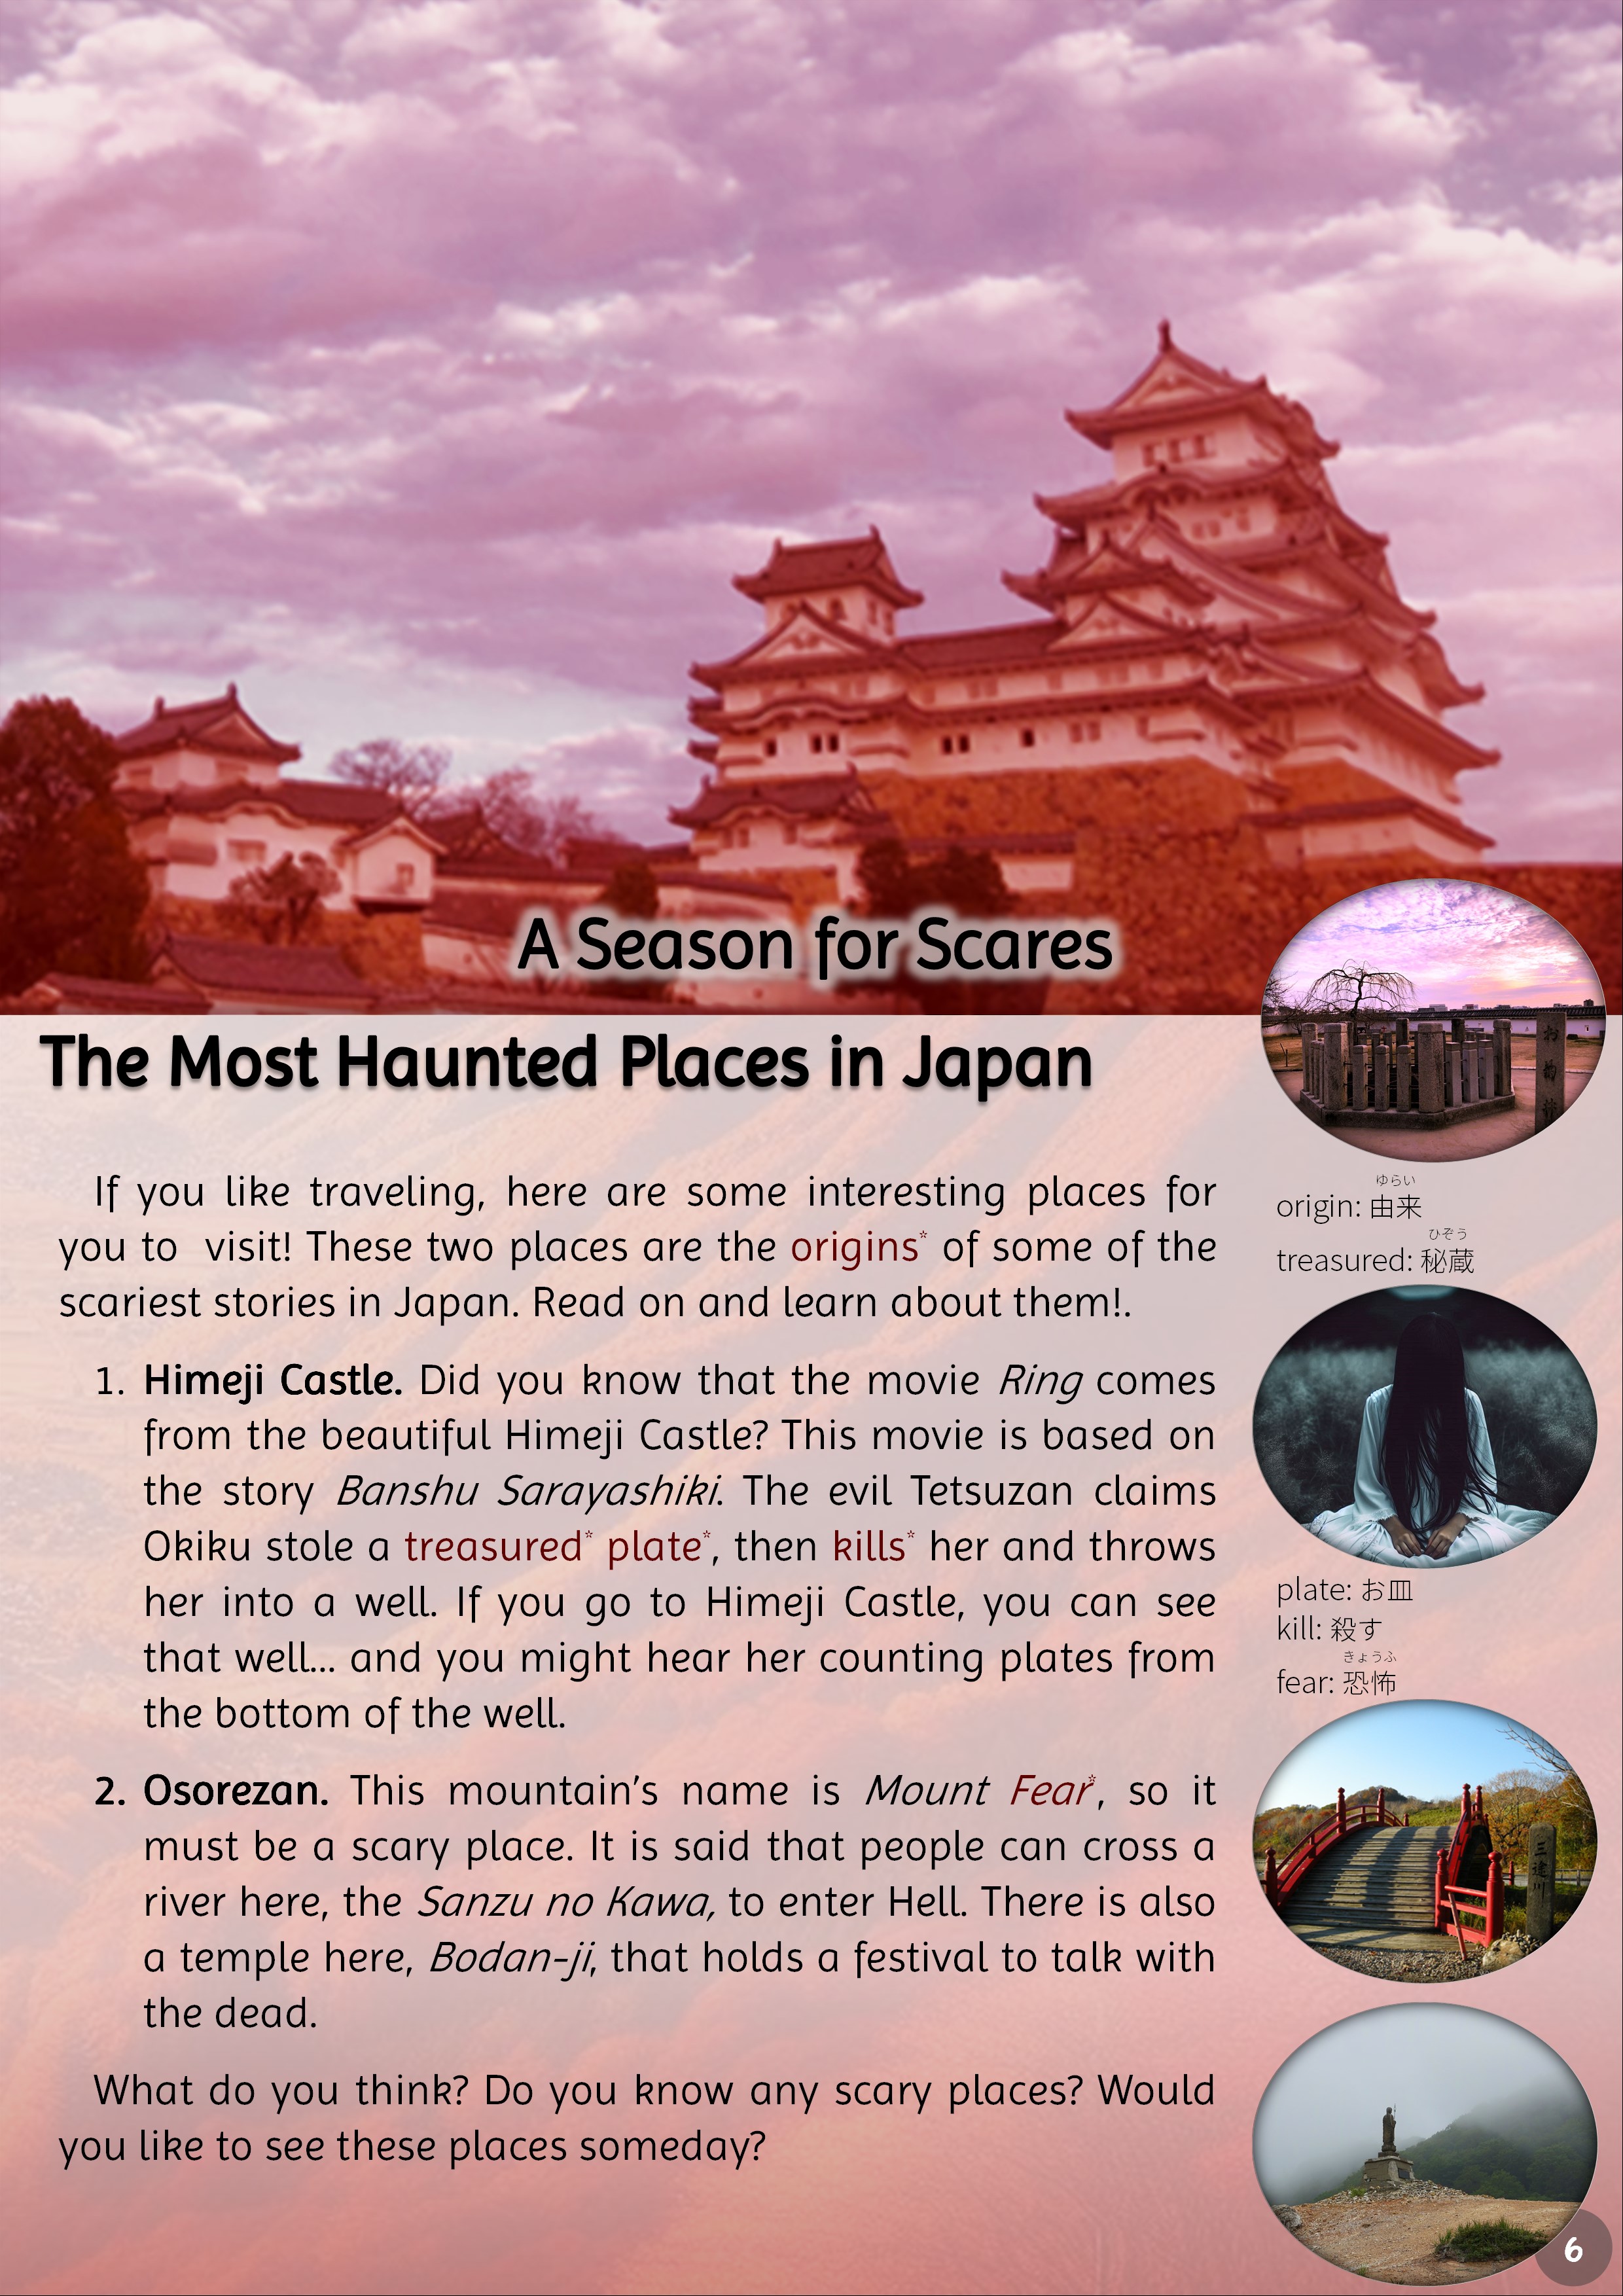 A Season for Scares
The Most Haunted Places in Japan
If you like traveling, here are some interesting places for
you to visit! These two places are the origins* of some of the
scariest stories in Japan. Read on and learn about them!.
1. Himeji Castle. Did you know that the movie Ring comes
from the beautiful Himeji Castle? This movie is based on
the story Banshu Sarayashiki. The evil Tetsuzan claims
Okiku stole a treasured* plate*, then kills* her and throws
her into a well. If you go to Himeji Castle, you can see
that well... and you might hear her counting plates from
the bottom of the well.
2. Osorezan. This mountain's name is Mount Fear*, so it
must be a scary place. It is said that people can cross a
river here, the Sanzu no Kawa, to enter Hell. There is also
a temple here, Bodan-ji, that holds a festival to talk with
the dead.
What do you think? Do you know any scary places? Would
you like to see these places someday?
お菊井
ゆらい
origin: 由来
ひぞう
treasured: 秘蔵
plate: お皿
kill: 殺す
きょうふ
fear: 恐怖
三途川
6